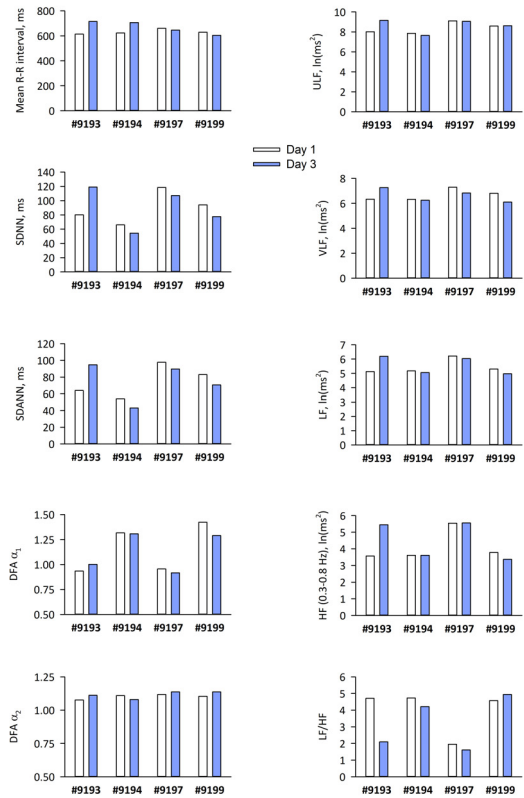 Mean R-R interval, ms
800
600
400
200
0
#9193 #9194 #9197 #9199
ULF, ln(ms²)
10
8
6
4
2
0
#9193 #9194 #9197 #9199
Day 1
Day 3
SDNN, ms
140
120
100
80
60
40
20
0
#9193 #9194 #9197 #9199
VLF, ln(ms²)
8
6
4
2
0
#9193 #9194 #9197 #9199
SDANN, ms
120
100
80
60
40
20
0
#9193 #9194 #9197 #9199
LF, ln(ms²)
7
6
5
4
3
2
1
0
#9193 #9194 #9197 #9199
DFA α₁
1.50
1.25
1.00
0.75
0.50
#9193 #9194 #9197 #9199
HF (0.3-0.8 Hz), ln(ms²)
6
5
4
3
2
1
0
#9193 #9194 #9197 #9199
DFA α₂
1.25
1.00
0.75
0.50
#9193 #9194 #9197 #9199
LF/HF
6
5
4
3
2
1
0
#9193 #9194 #9197 #9199